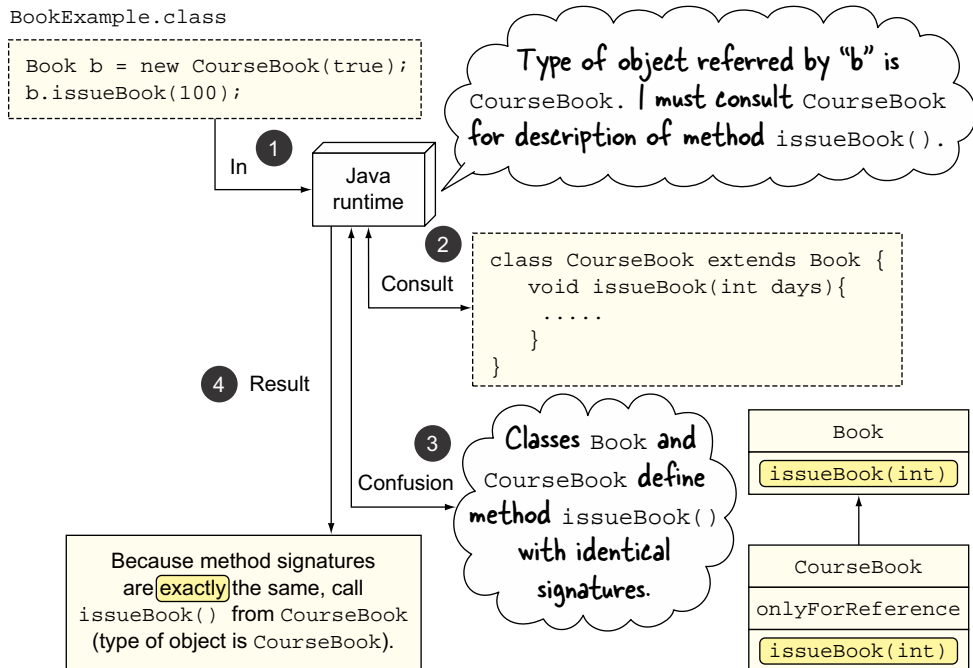 BookExample.class
Book b = new CourseBook(true);
b.issueBook(100);
Type of object referred by “b” is
CourseBook. I must consult CourseBook
for description of method issueBook().
1
In
Java
runtime
2
Consult
class CourseBook extends Book {
void issueBook(int days){
.....
}
}
4 Result
3
Confusion
Classes Book and
CourseBook define
method issueBook()
with identical
signatures.
Book
issueBook(int)
CourseBook
onlyForReference
issueBook(int)
Because method signatures
are exactly the same, call
issueBook() from CourseBook
(type of object is CourseBook).